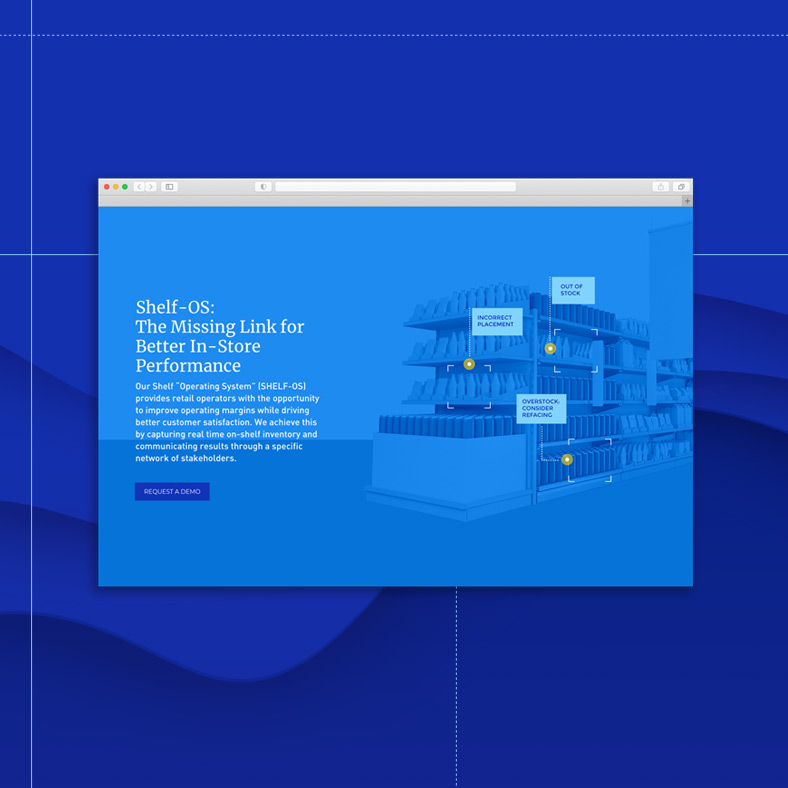 Shelf-OS:
The Missing Link for
Better In-Store
Performance
Our Shelf "Operating System" (SHELF-OS)
provides retail operators with the opportunity
to improve operating margins while driving
better customer satisfaction. We achieve this
by capturing real time on-shelf inventory and
communicating results through a specific
network of stakeholders.
REQUEST A DEMO
INCORRECT
PLACEMENT
OUT OF
STOCK
OVERSTOCK:
CONSIDER
REFACING